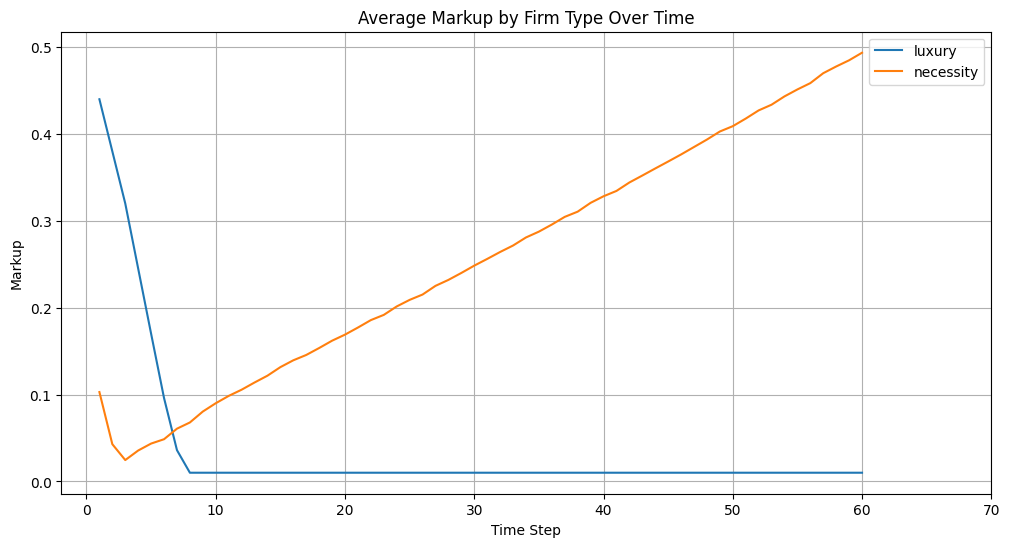 Average Markup by Firm Type Over Time
luxury
necessity
Markup
0.5
0.4
0.3
0.2
0.1
0.0
0 10 20 30 40 50 60 70
Time Step